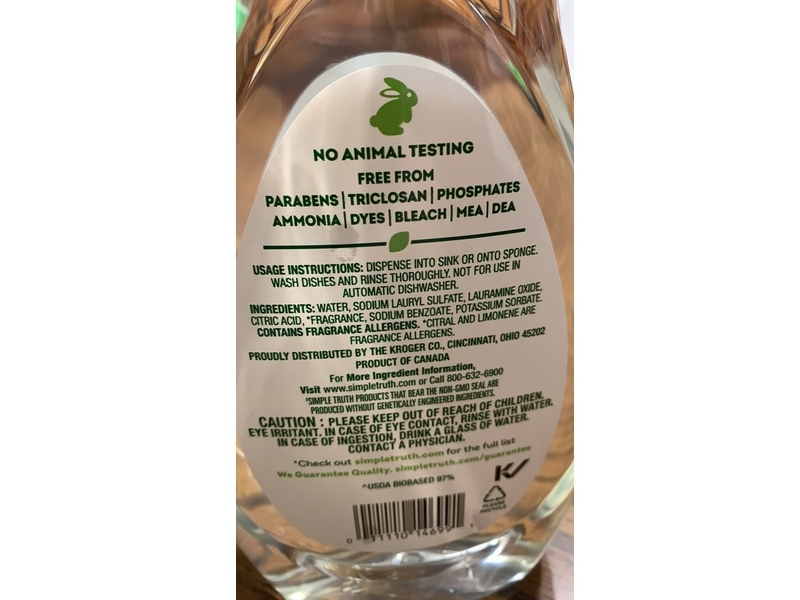 NO ANIMAL TESTING
FREE FROM
PARABENS | TRICLOSAN | PHOSPHATES
AMMONIA | DYES | BLEACH | MEA | DEA
USAGE INSTRUCTIONS: DISPENSE INTO SINK OR ONTO SPONGE.
WASH DISHES AND RINSE THOROUGHLY. NOT FOR USE IN
AUTOMATIC DISHWASHER.
INGREDIENTS: WATER, SODIUM LAURYL SULFATE, LAURAMINE OXIDE,
CITRIC ACID, *FRAGRANCE, SODIUM BENZOATE, POTASSIUM SORBATE.
CONTAINS FRAGRANCE ALLERGENS. *CITRAL AND LIMONENE ARE
FRAGRANCE ALLERGENS.
PROUDLY DISTRIBUTED BY THE KROGER CO., CINCINNATI, OHIO 45202
PRODUCT OF CANADA
For More Ingredient Information,
Visit www.simpletruth.com or Call 800-632-6900
*SIMPLE TRUTH PRODUCTS THAT BEAR THE NON-GMO SEAL ARE
PRODUCED WITHOUT GENETICALLY ENGINEERED INGREDIENTS.
CAUTION : PLEASE KEEP OUT OF REACH OF CHILDREN.
EYE IRRITANT. IN CASE OF EYE CONTACT, RINSE WITH WATER.
IN CASE OF INGESTION, DRINK A GLASS OF WATER.
CONTACT A PHYSICIAN.
*Check out simpletruth.com for the full list
We Guarantee Quality. simpletruth.com/guarantee
^USDA BIOBASED 97%
K
PLEASE
RECYCLE
0 11110 14699 1